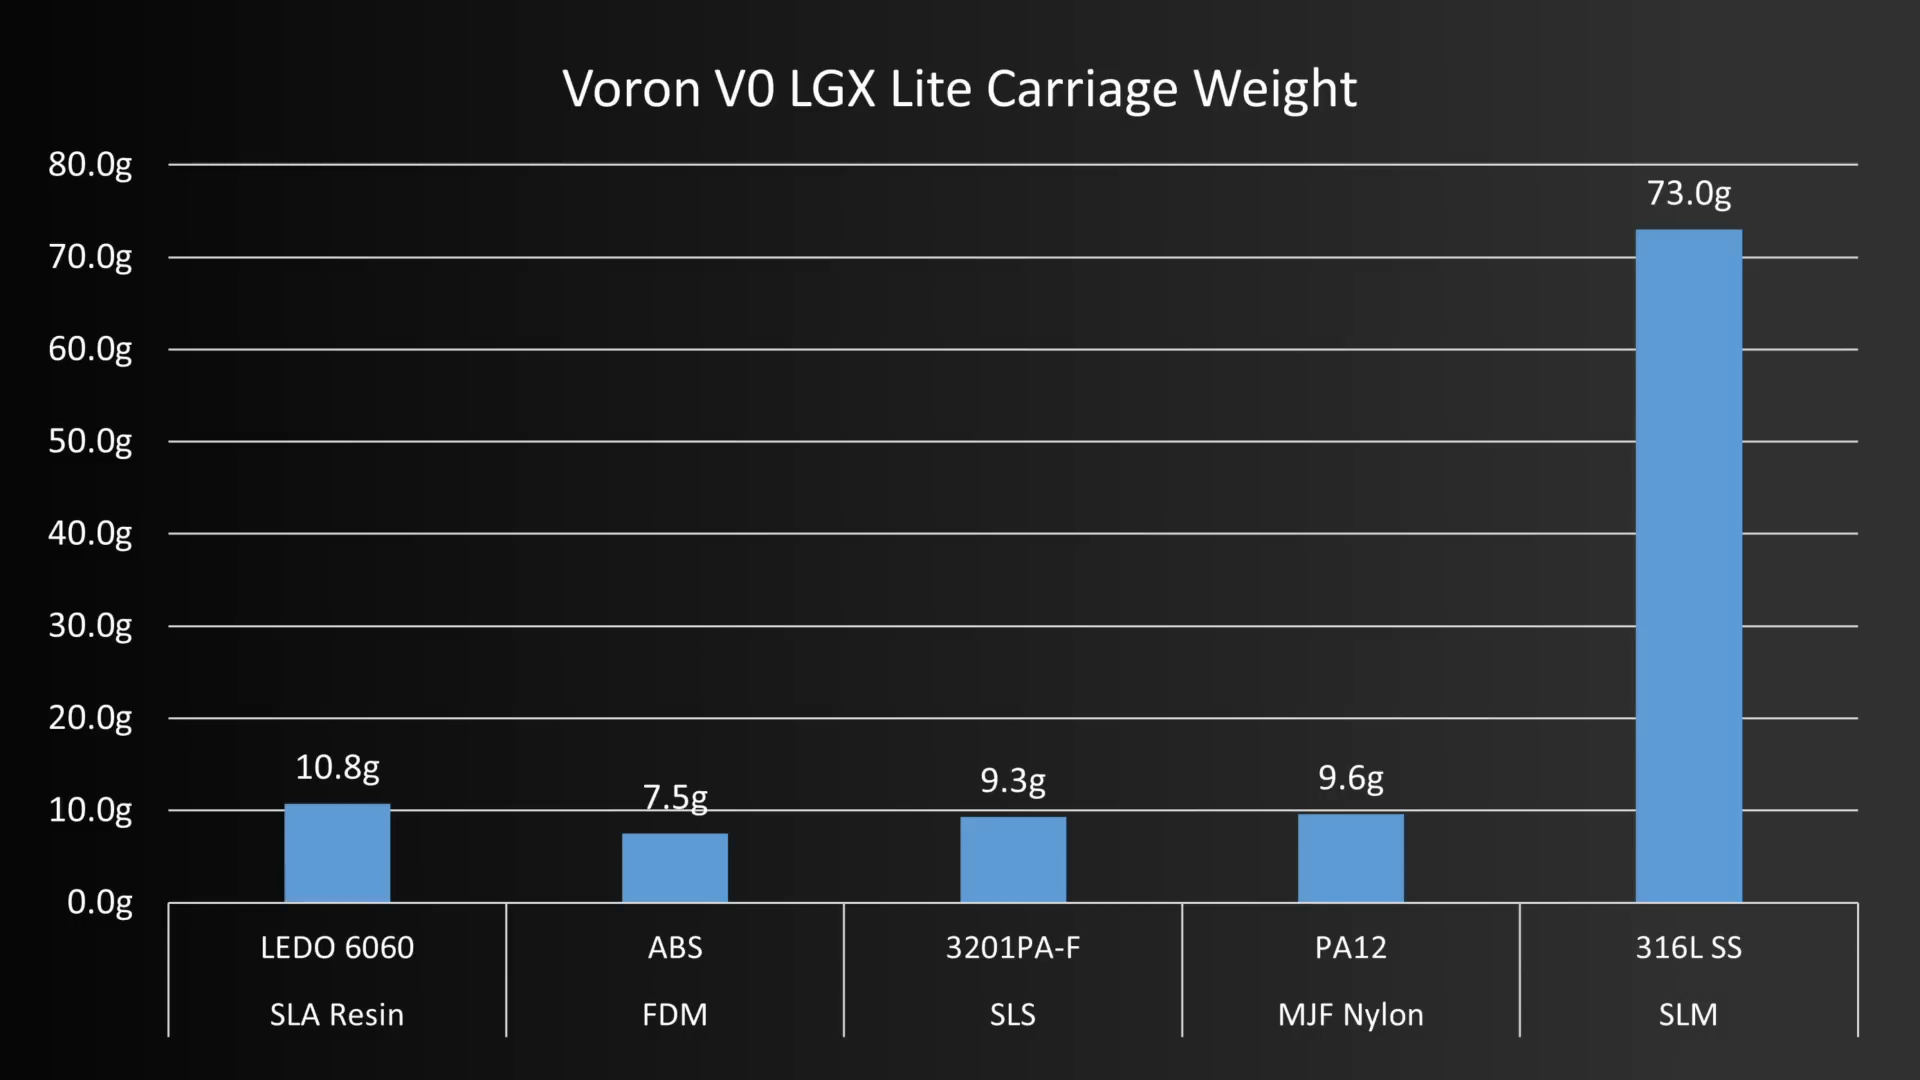 Voron V0 LGX Lite Carriage Weight
80.0g
70.0g
60.0g
50.0g
40.0g
30.0g
20.0g
10.0g
0.0g
10.8g
7.5g
9.3g
9.6g
73.0g
LEDO 6060
ABS
3201PA-F
PA12
316L SS
SLA Resin
FDM
SLS
MJF Nylon
SLM